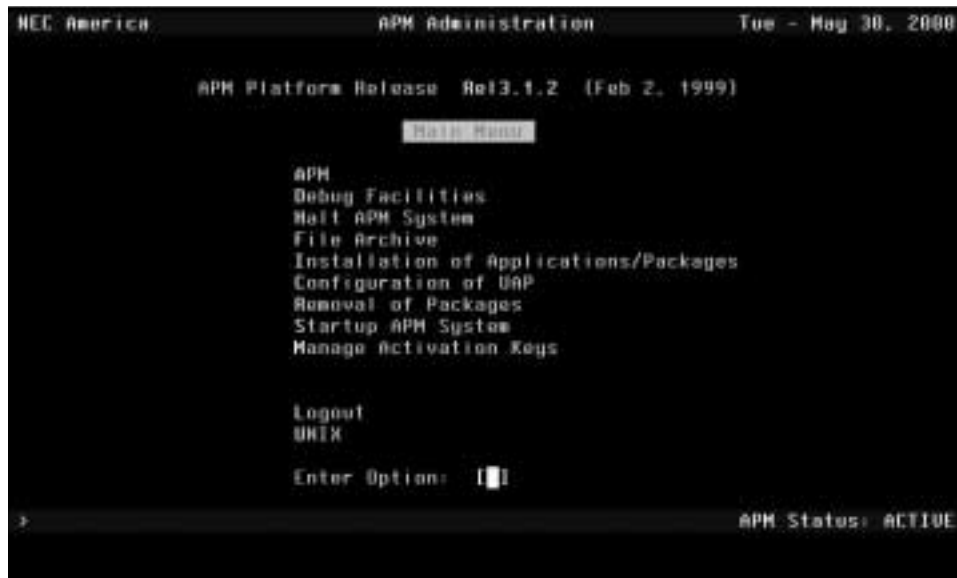 NEC America APM Administration Tue - May 30, 2000
APM Platform Release Rel3.1.2 (Feb 2, 1999)
Main Menu
APM
Debug Facilities
Halt APM System
File Archive
Installation of Applications/Packages
Configuration of UAP
Removal of Packages
Startup APM System
Manage Activation Keys
Logout
UNIX
Enter Option: [ ]
> APM Status: ACTIVE